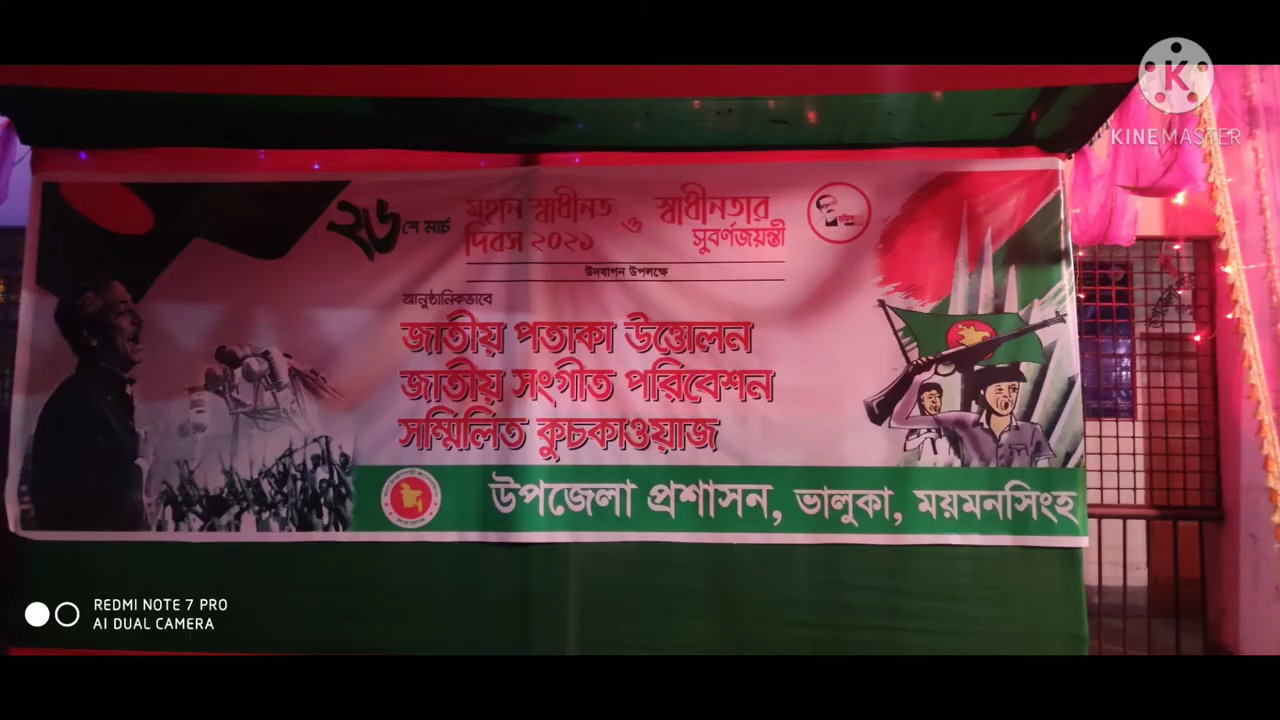 KINEMASTER
২৬শে মার্চ
মহান স্বাধীনত
দিবস ২০২১
ও
স্বাধীনতার
সুবর্ণজয়ন্তী
উদযাপন উপলক্ষে
আনুষ্ঠানিকভাবে
জাতীয় পতাকা উত্তোলন
জাতীয় সংগীত পরিবেশন
সম্মিলিত কুচকাওয়াজ
উপজেলা প্রশাসন, ভালুকা, ময়মনসিংহ
REDMI NOTE 7 PRO
AI DUAL CAMERA